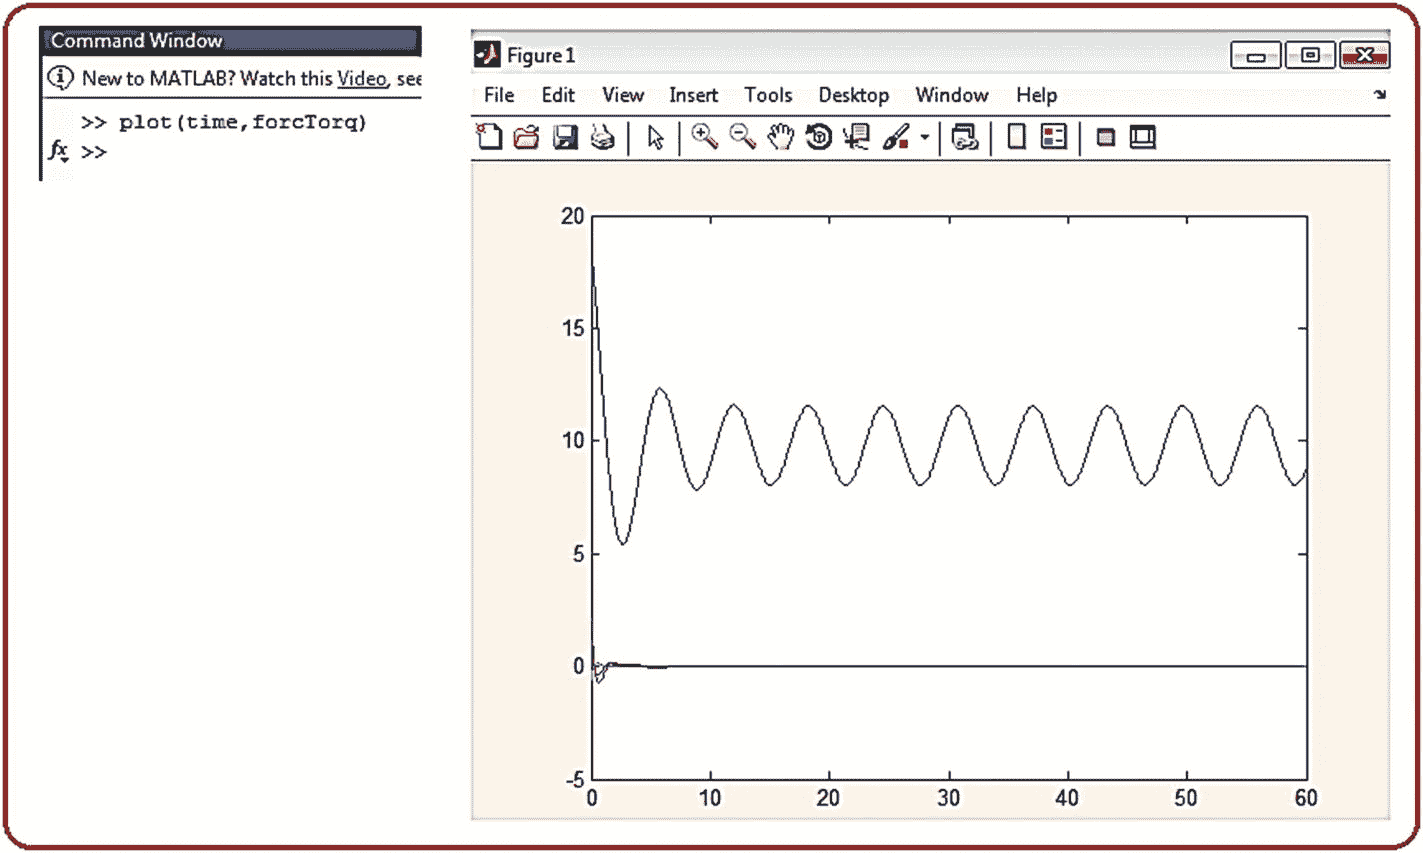 Command Window
New to MATLAB? Watch this Video, see
>> plot(time,forcTorq)
fx >>
Figure 1
File Edit View Insert Tools Desktop Window Help
20
15
10
5
0
-5
0 10 20 30 40 50 60